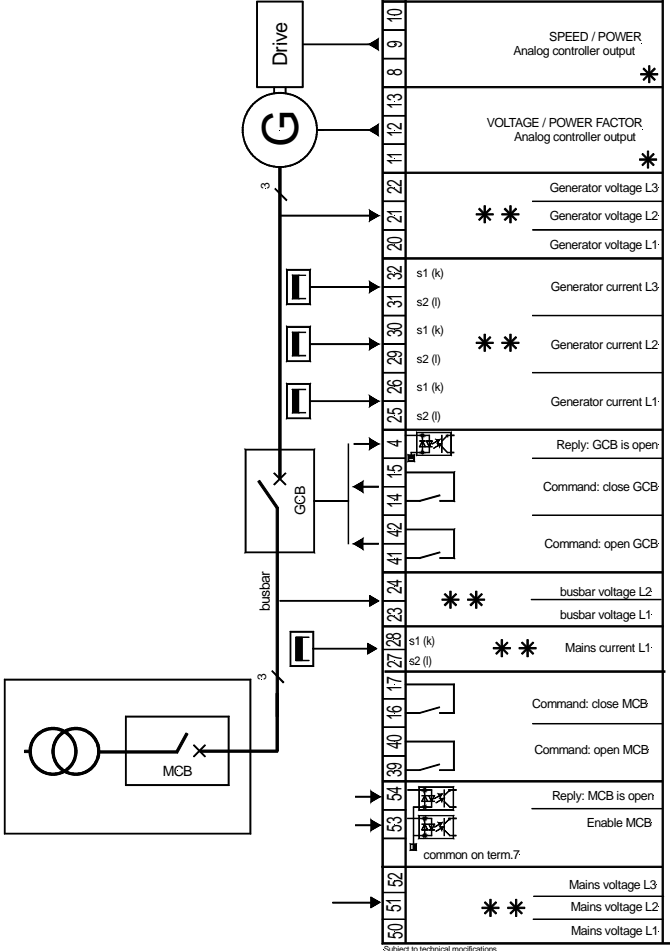 10
9
8
Drive
SPEED / POWER
Analog controller output
13
12
11
G
VOLTAGE / POWER FACTOR
Analog controller output
3
22
21
20
Generator voltage L3
Generator voltage L2
Generator voltage L1
32
31
s1 (k)
s2 (l)
Generator current L3
30
29
s1 (k)
s2 (l)
Generator current L2
26
25
s1 (k)
s2 (l)
Generator current L1
4
Reply: GCB is open
GCB
15
14
Command: close GCB
42
41
Command: open GCB
busbar
24
23
busbar voltage L2
busbar voltage L1
3
28
27
s1 (k)
s2 (l)
Mains current L1
17
16
Command: close MCB
MCB
40
39
Command: open MCB
54
Reply: MCB is open
53
Enable MCB
common on term.7
52
51
50
Mains voltage L3
Mains voltage L2
Mains voltage L1
Subject to technical mocifications.